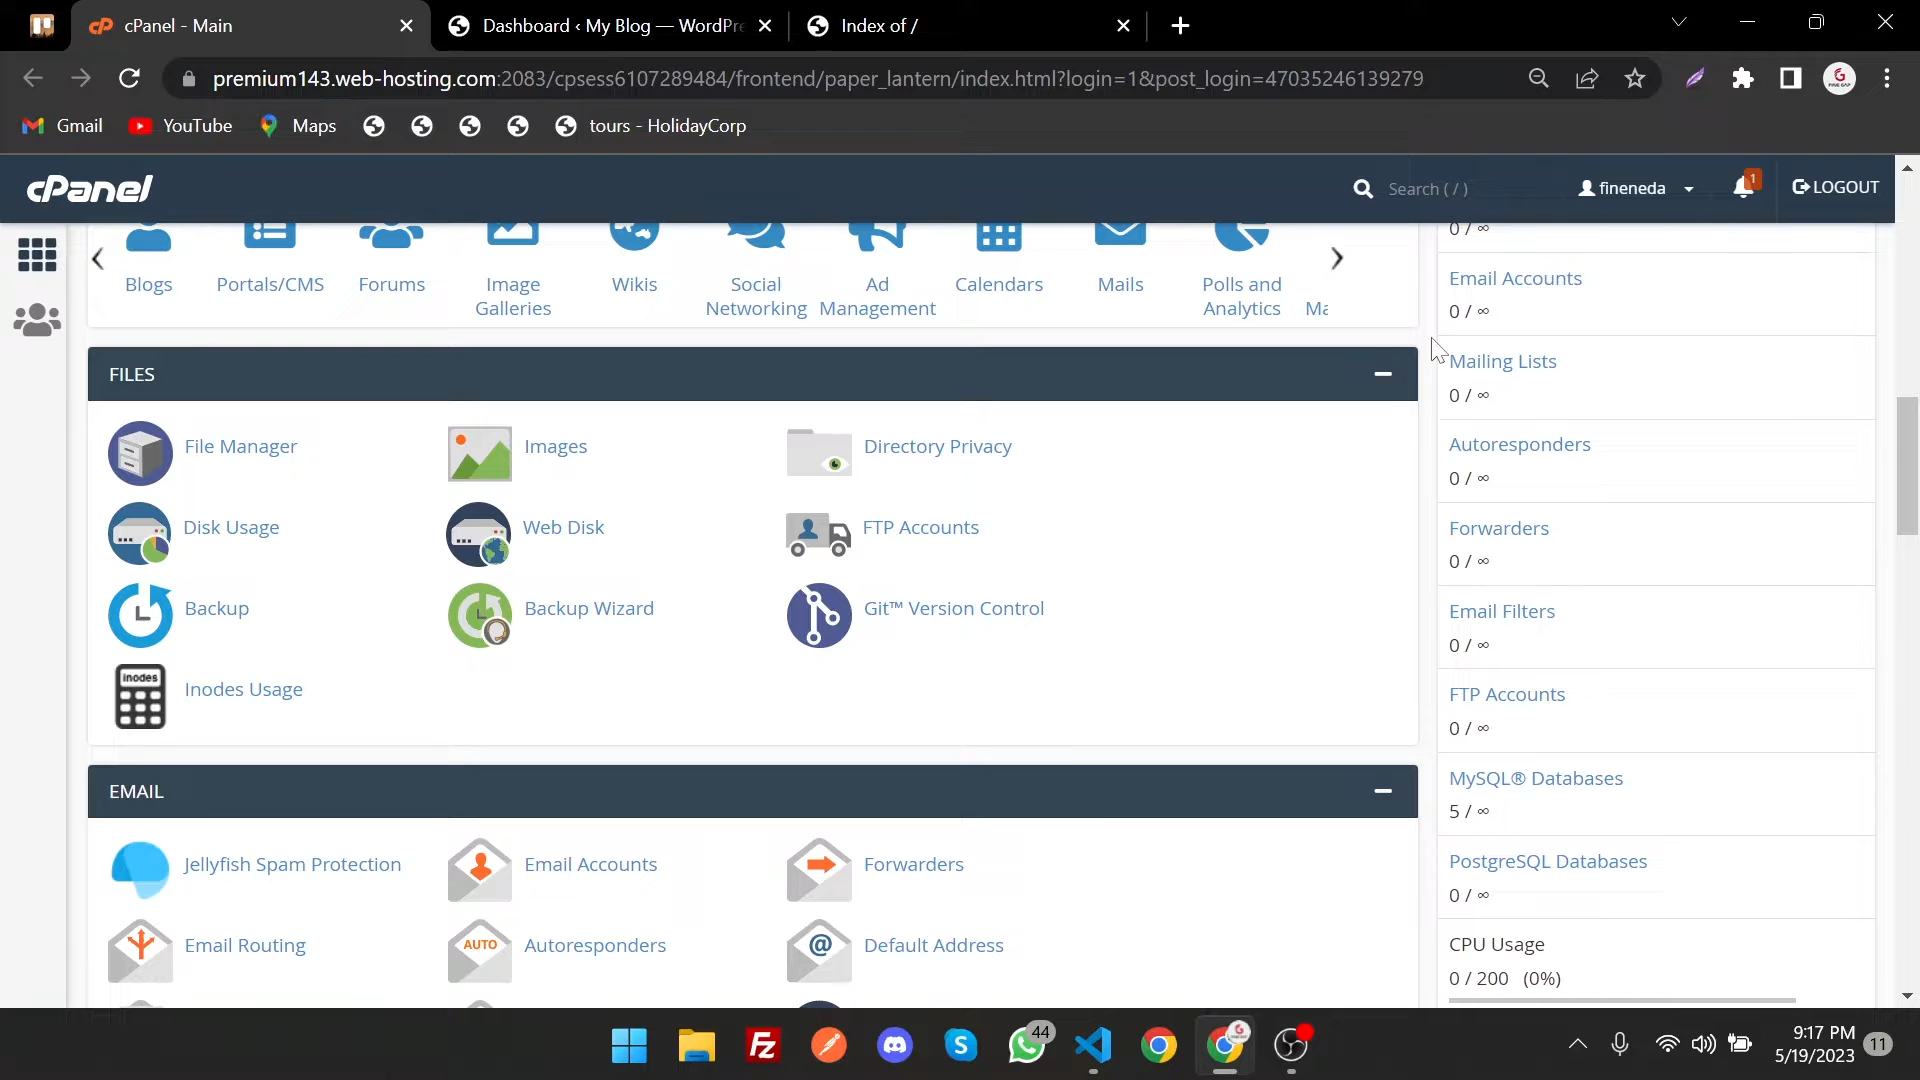 cPanel - Main
Dashboard ‹ My Blog — WordPre
Index of /
premium143.web-hosting.com:2083/cpsess6107289484/frontend/paper_lantern/index.html?login=1&post_login=47035246139279
Gmail
YouTube
Maps
tours - HolidayCorp
cPanel
Search ( / )
fineneda
1
LOGOUT
Blogs
Portals/CMS
Forums
Image Galleries
Wikis
Social Networking
Ad Management
Calendars
Mails
Polls and Analytics
Ma
FILES
File Manager
Images
Directory Privacy
Disk Usage
Web Disk
FTP Accounts
Backup
Backup Wizard
Git™ Version Control
inodes
Inodes Usage
EMAIL
Jellyfish Spam Protection
Email Accounts
Forwarders
Email Routing
AUTO
Autoresponders
@
Default Address
0 / ∞
Email Accounts
0 / ∞
Mailing Lists
0 / ∞
Autoresponders
0 / ∞
Forwarders
0 / ∞
Email Filters
0 / ∞
FTP Accounts
0 / ∞
MySQL® Databases
5 / ∞
PostgreSQL Databases
0 / ∞
CPU Usage
0 / 200 (0%)
44
9:17 PM
5/19/2023
11